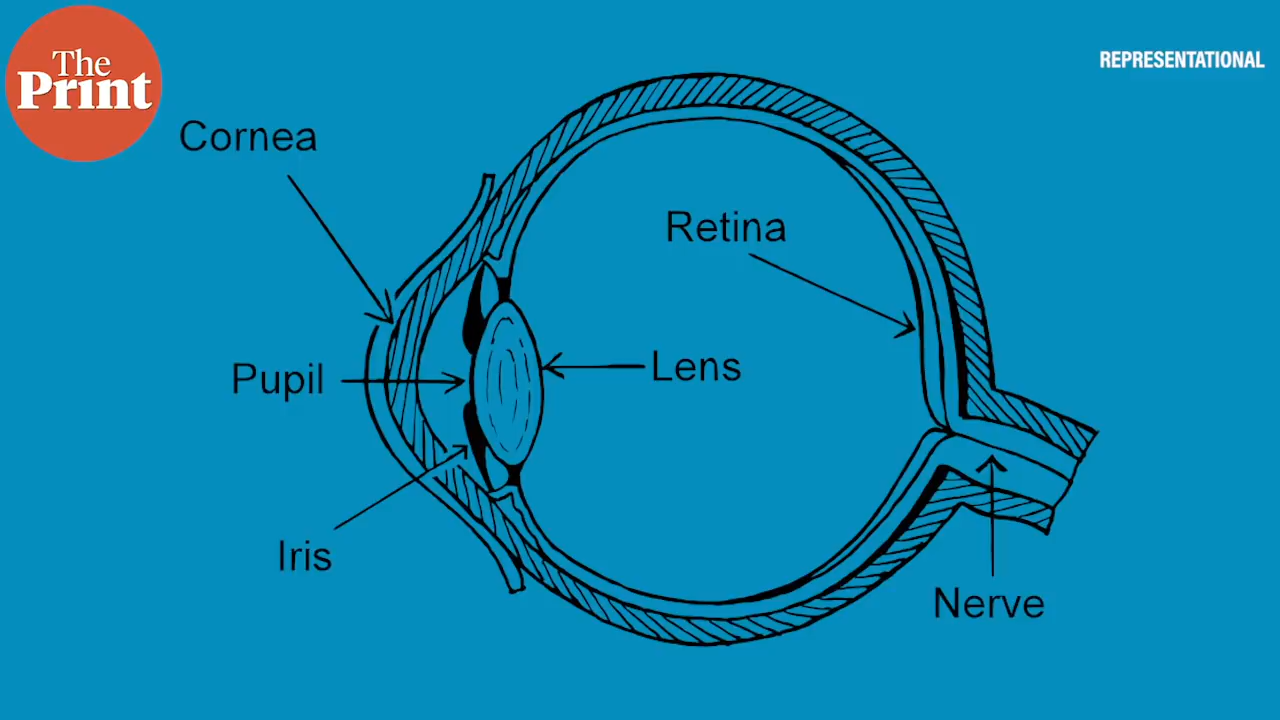 The
Print
REPRESENTATIONAL
Cornea
Retina
Pupil
Lens
Iris
Nerve